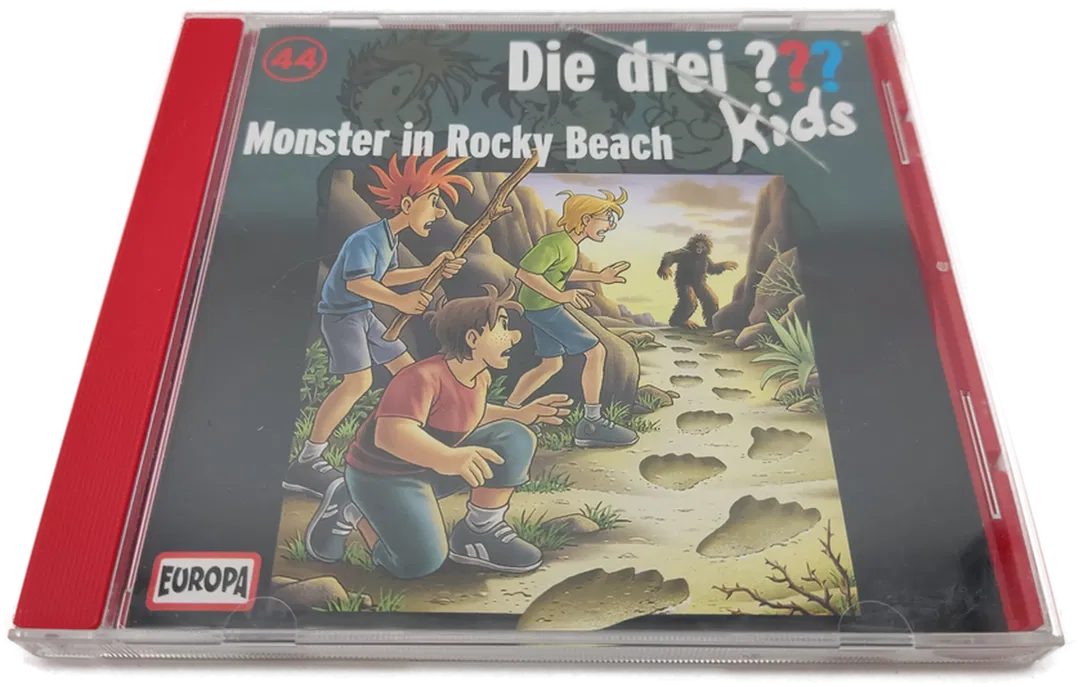 44
Die drei ???
Kids
Monster in Rocky Beach
EUROPA